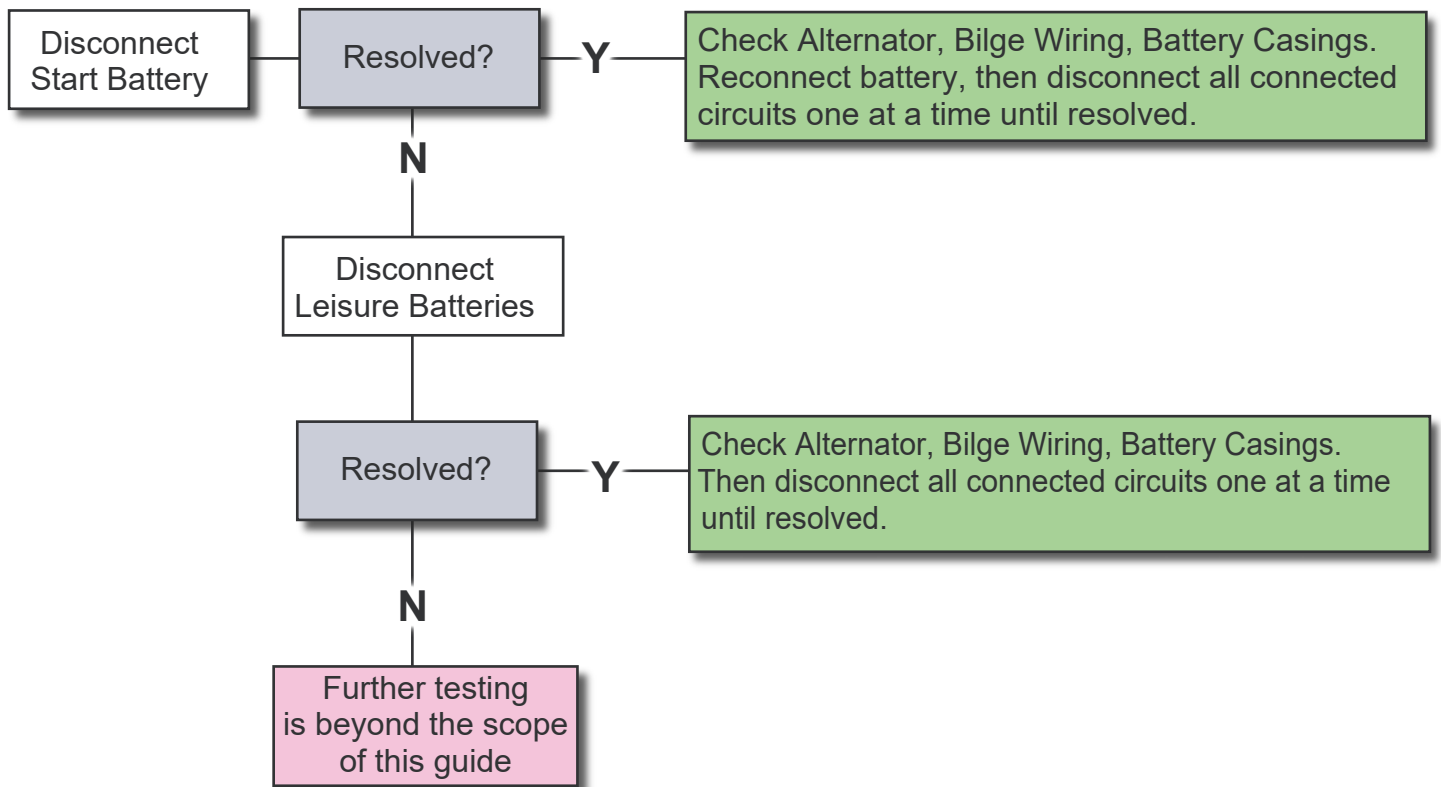 Disconnect
Start Battery
Resolved?
Y
Check Alternator, Bilge Wiring, Battery Casings.
Reconnect battery, then disconnect all connected
circuits one at a time until resolved.
N
Disconnect
Leisure Batteries
Resolved?
Y
Check Alternator, Bilge Wiring, Battery Casings.
Then disconnect all connected circuits one at a time
until resolved.
N
Further testing
is beyond the scope
of this guide